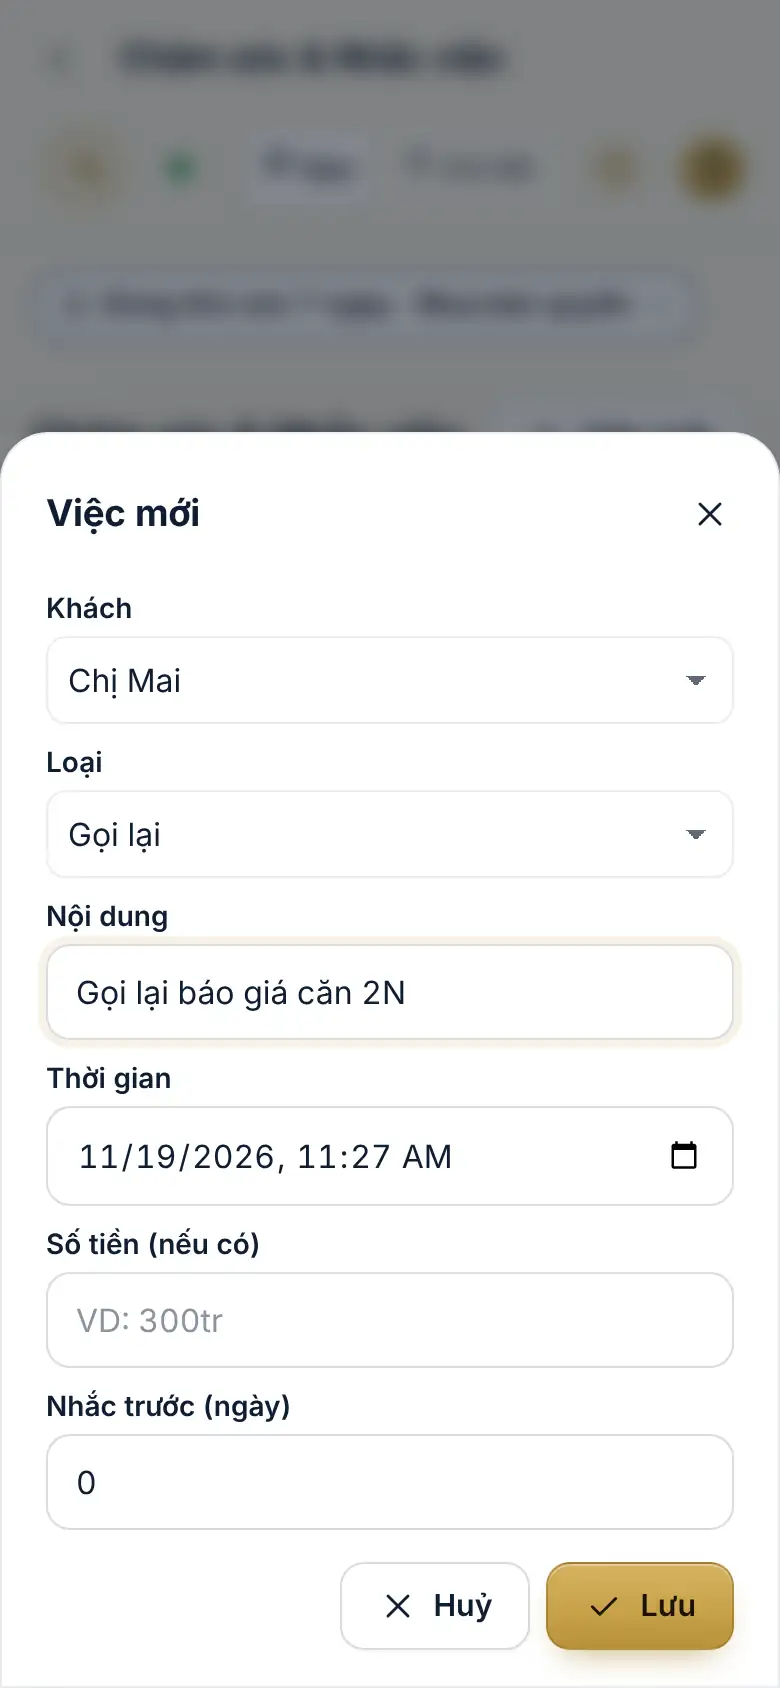 Việc mới
Khách
Chị Mai
Loại
Gọi lại
Nội dung
Gọi lại báo giá căn 2N
Thời gian
11/19/2026, 11:27 AM
Số tiền (nếu có)
VD: 300tr
Nhắc trước (ngày)
0
Huỷ
Lưu